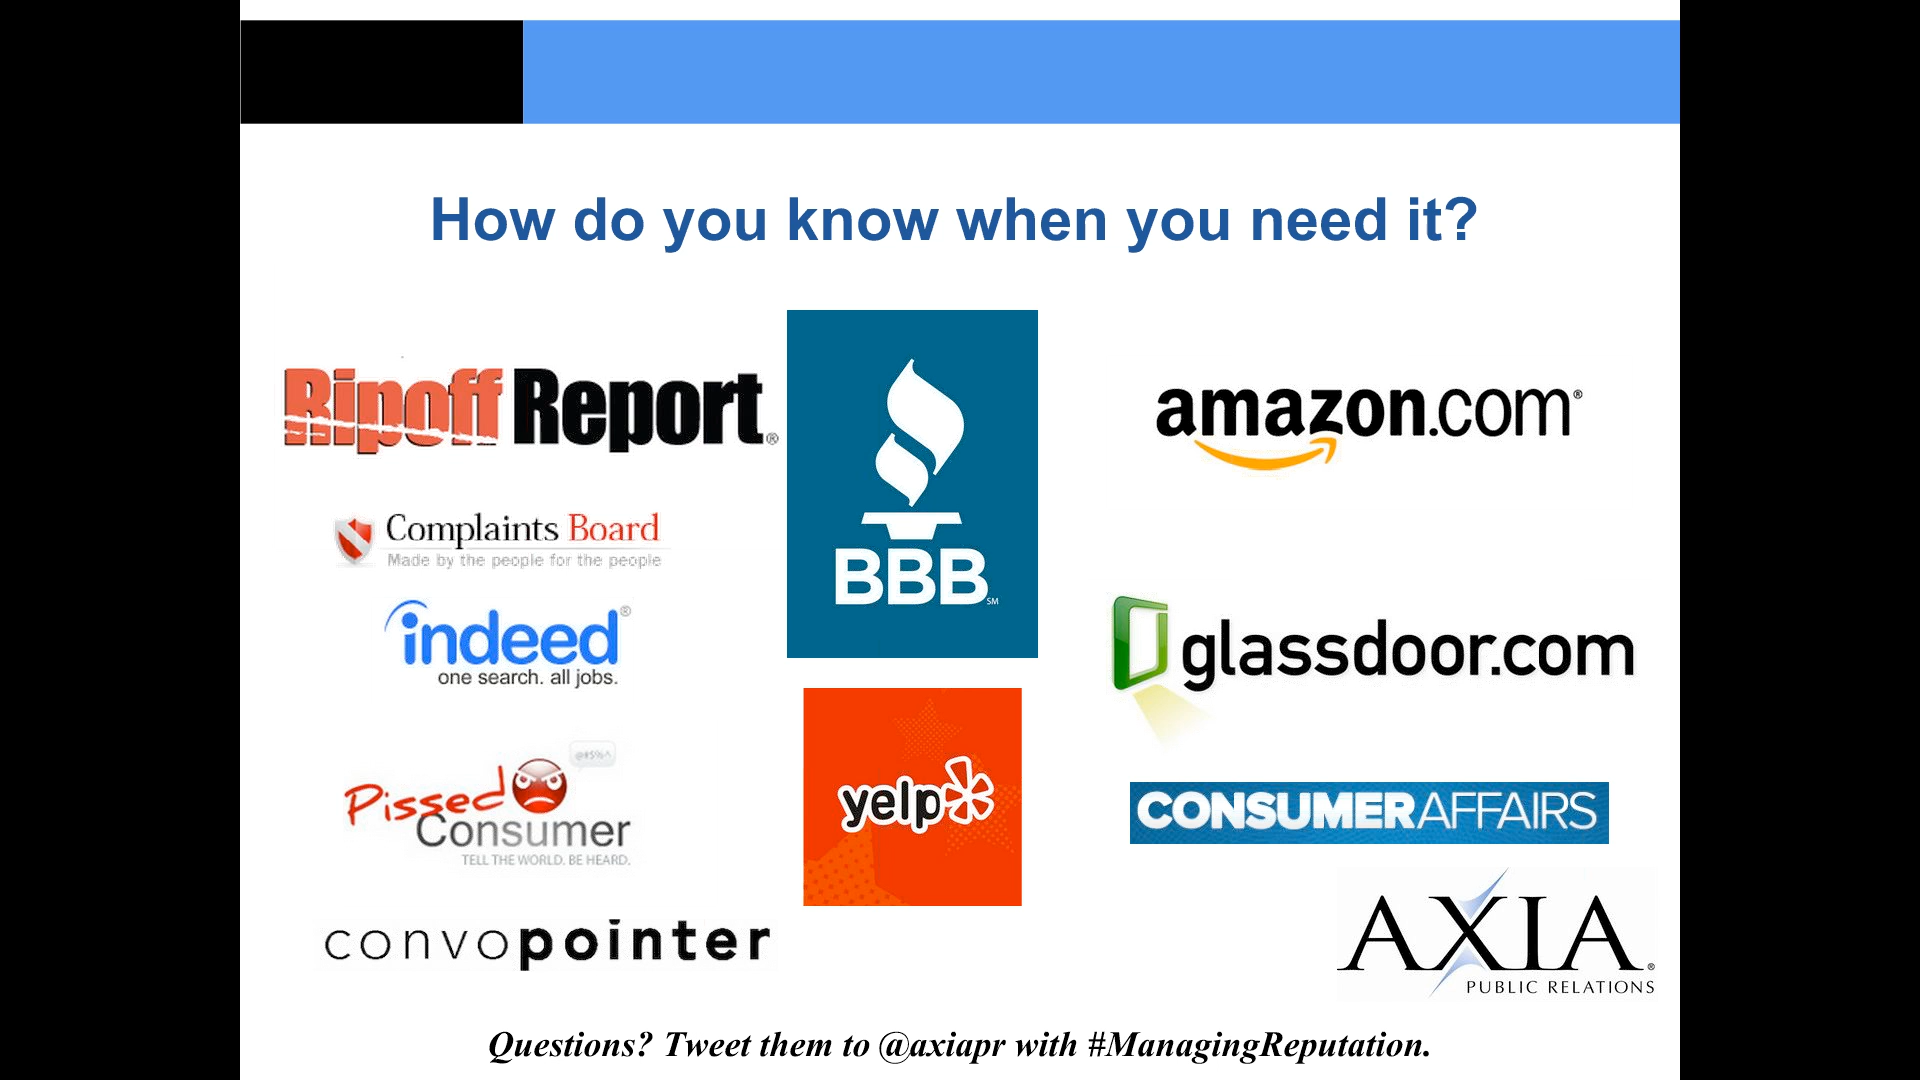 How do you know when you need it?
Ripoff Report®
BBB SM
amazon.com®
Complaints Board
Made by the people for the people
indeed®
one search. all jobs.
glassdoor.com
@#$%^
Pissed
Consumer
TELL THE WORLD. BE HEARD.
yelp
CONSUMERAFFAIRS
convopointer
AXIA®
PUBLIC RELATIONS
Questions? Tweet them to @axiapr with #ManagingReputation.